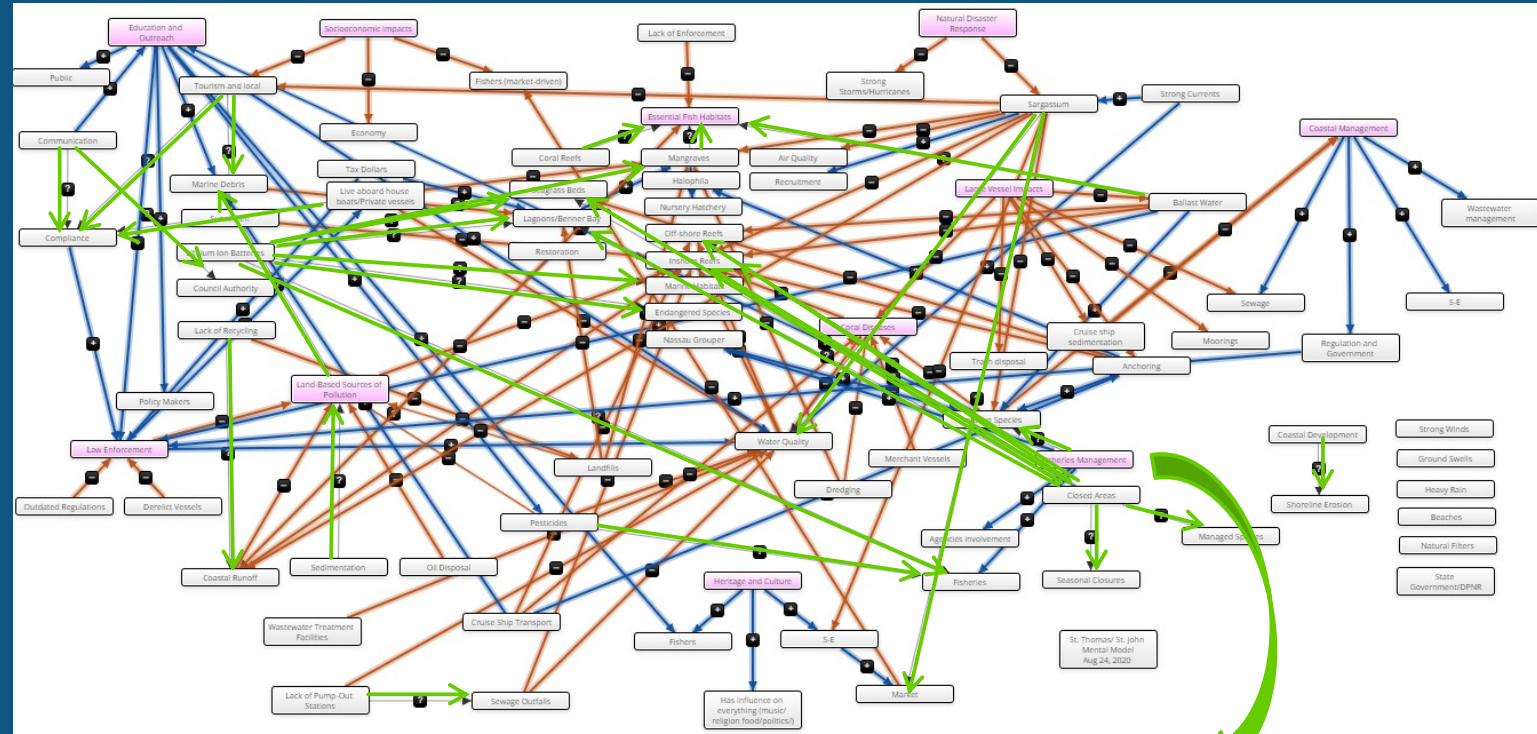 Education and
Outreach
Socioeconomic impacts
Lack of Enforcement
Natural Disaster
Response
Public
Tourism and local
Fishers (market-driven)
Strong
Storms/Hurricanes
Sargassum
Strong Currents
Communication
Economy
Essential Fish Habitats
Coastal Management
Coral Reefs
Mangroves
Air Quality
Tax Dollars
Marine Debris
Halophila
Recruitment
Live aboard house
boats/Private vessels
Beds
Large Vessel Impacts
Ballast Water
Wastewater
management
Nursery Hatchery
Lagoons/Benner Bay
Compliance
Off-shore Reefs
Ion Batteries
Restoration
Reefs
Council Authority
Marine Habitats
Sewage
S-E
Endangered Species
Lack of Recycling
Coral Diseases
Cruise ship
sedimentation
Moorings
Nassau Grouper
Regulation and
Government
Trash disposal
Anchoring
Land-Based Sources of
Pollution
Policy Makers
Species
Strong Winds
Coastal Development
Law Enforcement
Water Quality
Merchant Vessels
Fisheries Management
Ground Swells
Landfills
Dredging
Closed Areas
Heavy Rain
Outdated Regulations
Derelict Vessels
Shoreline Erosion
Beaches
Pesticides
Agencies Involvement
Managed Species
Natural Filters
Coastal Runoff
Sedimentation
Oil Disposal
Heritage and Culture
Fisheries
Seasonal Closures
State
Government/DPNR
Wastewater Treatment
Facilities
Cruise Ship Transport
Fishers
S-E
St. Thomas/ St. John
Mental Model
Aug 24, 2020
Lack of Pump-Out
Stations
Sewage Outfalls
Has influence on
everything (music/
religion food/politics/)
Market